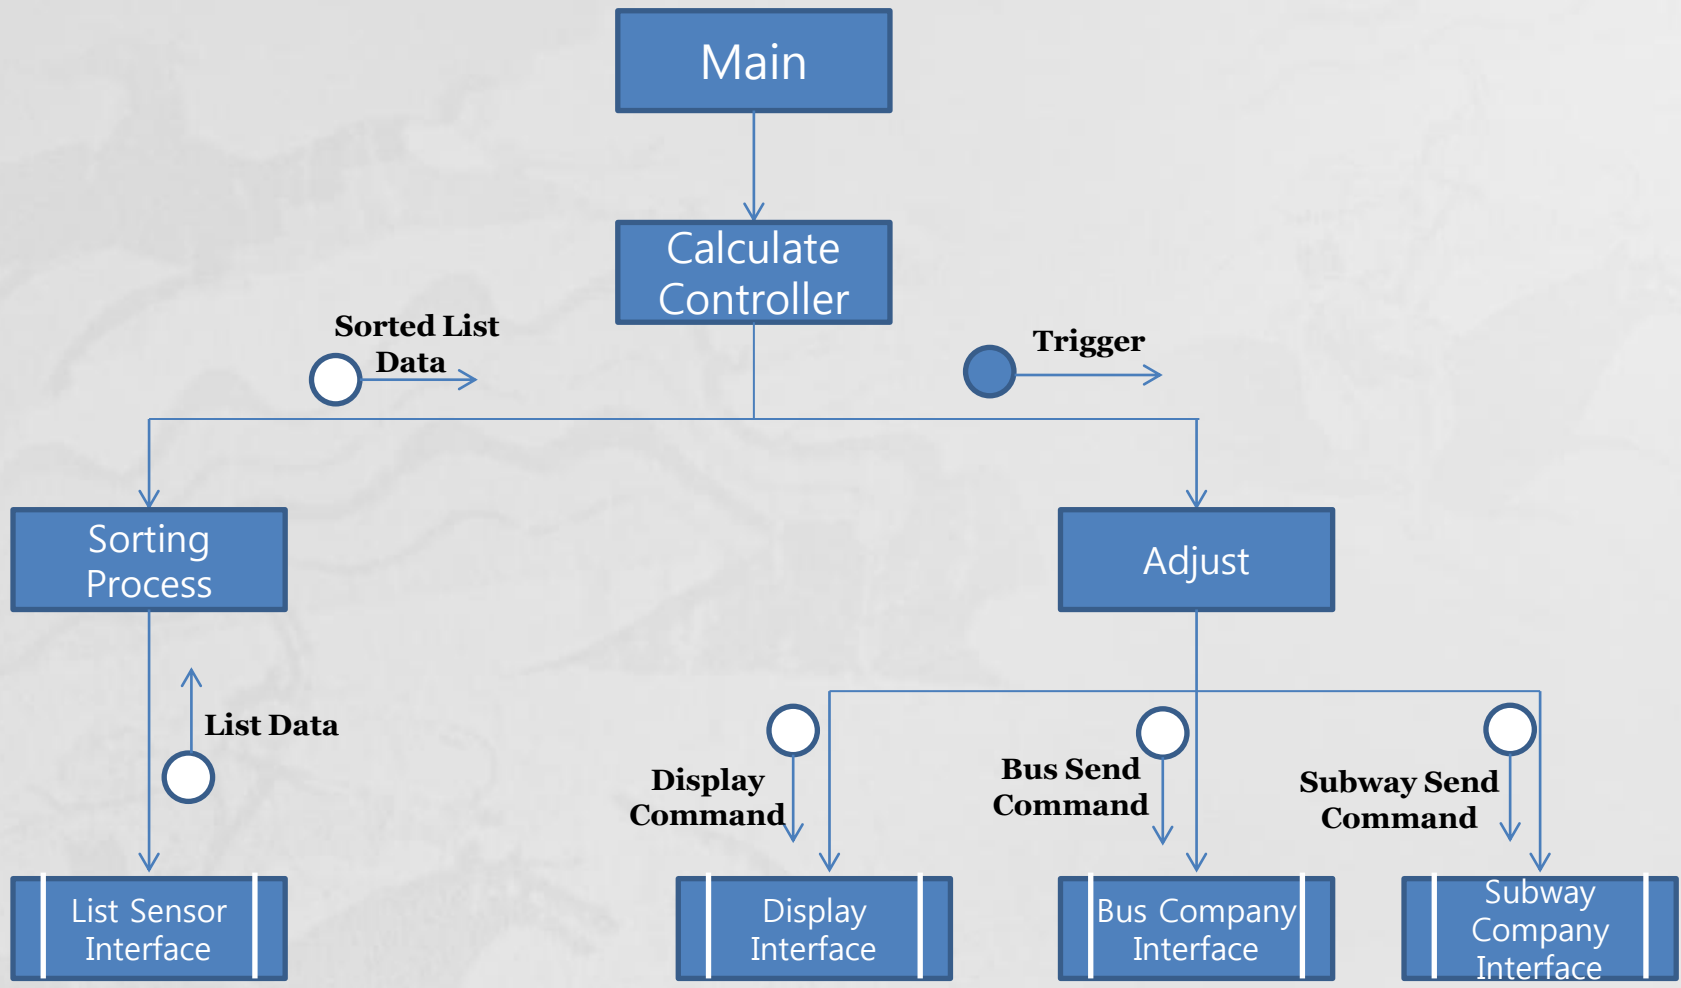 Main
Calculate
Controller
Sorted List
Data
Trigger
Sorting
Process
Adjust
List Data
Display
Command
Bus Send
Command
Subway Send
Command
List Sensor
Interface
Display
Interface
Bus Company
Interface
Subway
Company
Interface